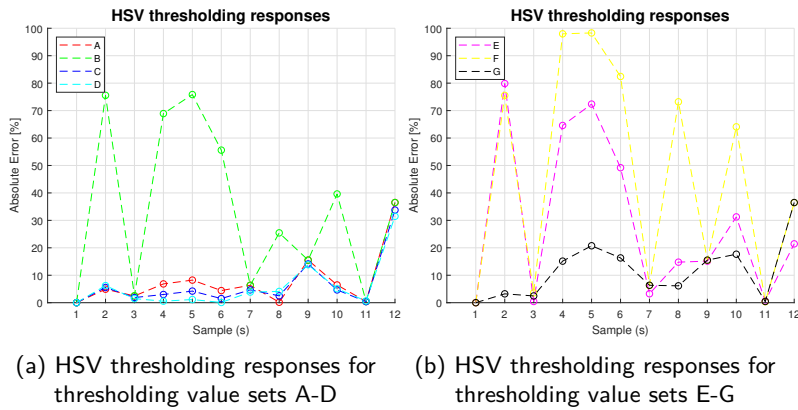 HSV thresholding responses
100
90
80
70
60
50
40
30
20
10
0
Absolute Error [%]
A
B
C
D
1 2 3 4 5 6 7 8 9 10 11 12
Sample (s)
(a) HSV thresholding responses for
thresholding value sets A-D
HSV thresholding responses
100
90
80
70
60
50
40
30
20
10
0
Absolute Error [%]
E
F
G
1 2 3 4 5 6 7 8 9 10 11 12
Sample (s)
(b) HSV thresholding responses for
thresholding value sets E-G